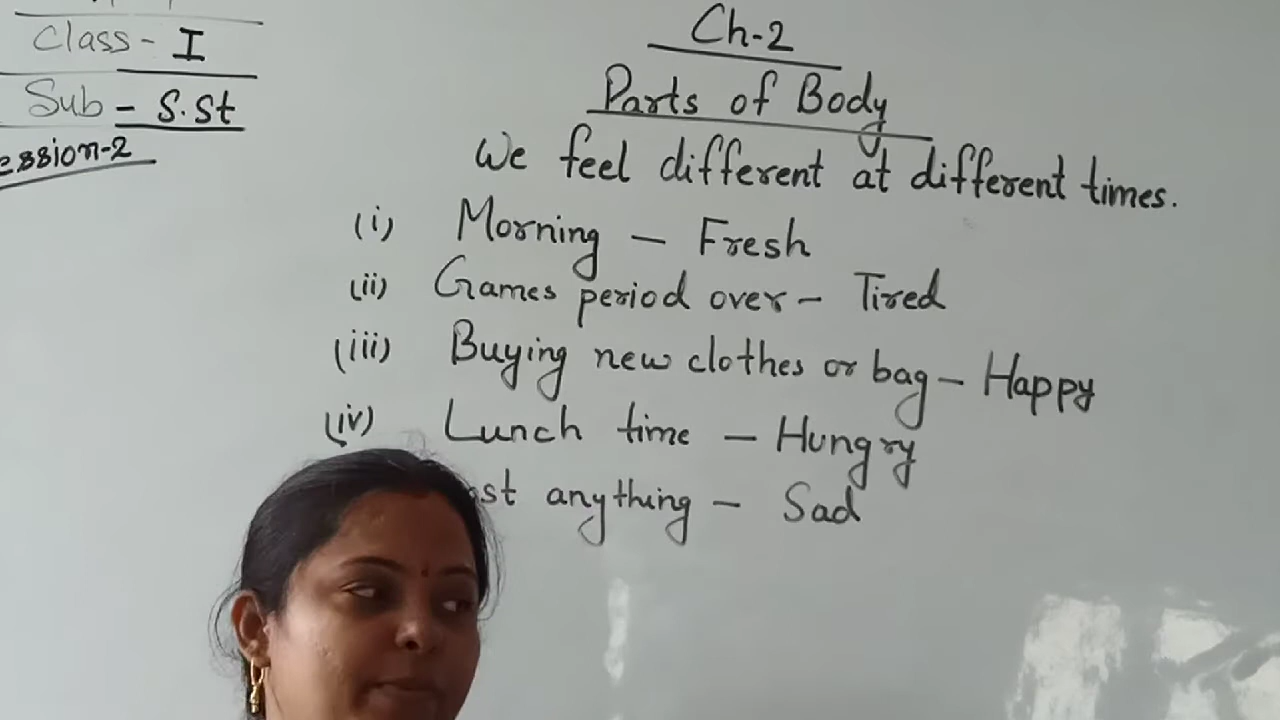 Class - I
Sub - S.St
ession-2
Ch-2
Parts of Body
We feel different at different times.
(i) Morning - Fresh
(ii) Games period over - Tired
(iii) Buying new clothes or bag - Happy
(iv) Lunch time - Hungry
ost anything - Sad